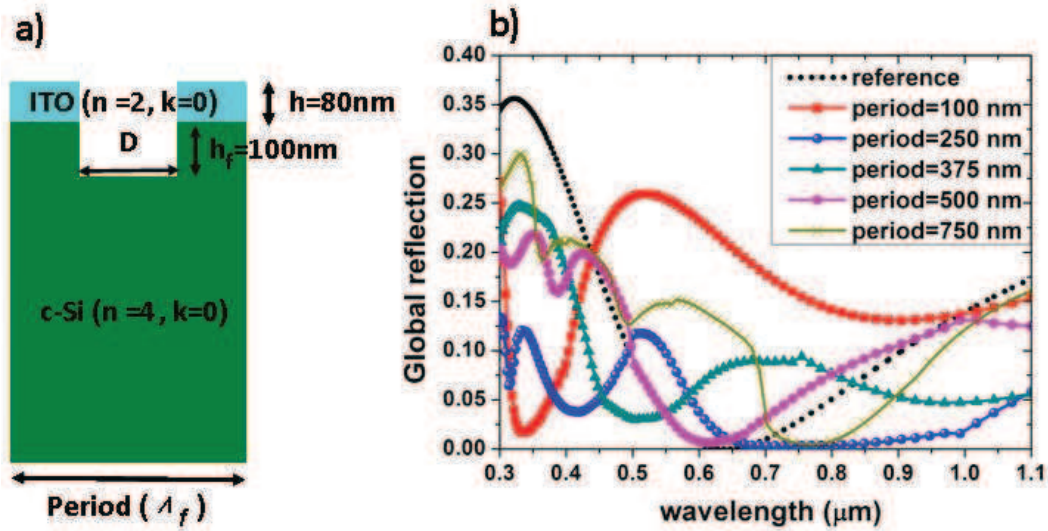 a)
ITO (n =2, k=0)
h=80nm
D
h_f=100nm
c-Si (n =4, k=0)
Period ( Λ_f )
b)
Global reflection
0.40
0.35
0.30
0.25
0.20
0.15
0.10
0.05
0.00
reference
period=100 nm
period=250 nm
period=375 nm
period=500 nm
period=750 nm
0.3 0.4 0.5 0.6 0.7 0.8 0.9 1.0 1.1
wavelength (μm)